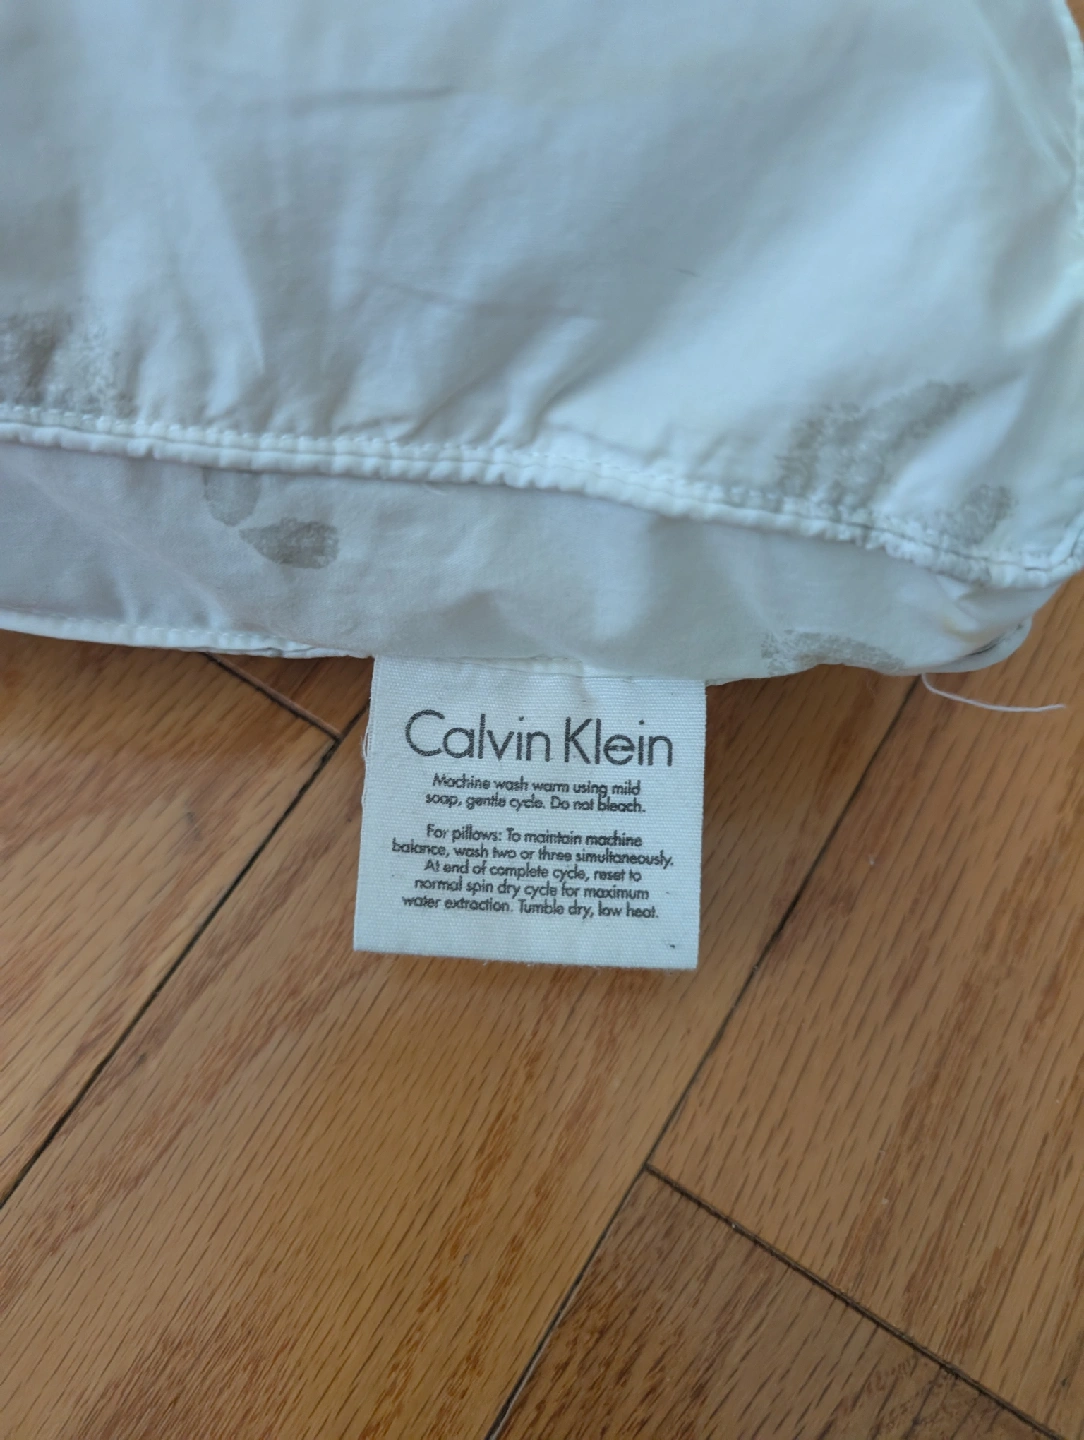 Calvin Klein
Machine wash warm using mild
soap, gentle cycle. Do not bleach.
For pillows: To maintain machine
balance, wash two or three simultaneously.
At end of complete cycle, reset to
normal spin dry cycle for maximum
water extraction. Tumble dry, low heat.